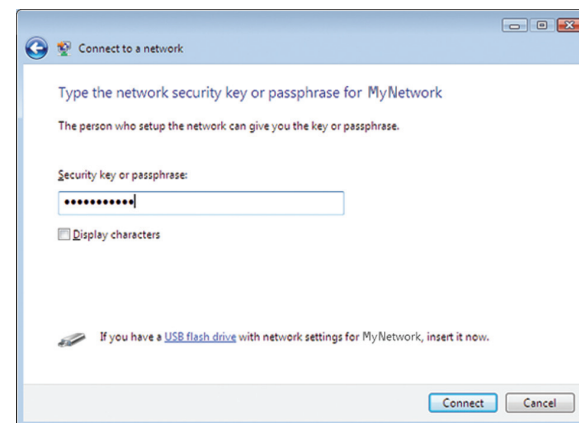 Connect to a network
Type the network security key or passphrase for MyNetwork
The person who setup the network can give you the key or passphrase.
Security key or passphrase:
•••••••••••
Display characters
If you have a USB flash drive with network settings for MyNetwork, insert it now.
Connect Cancel